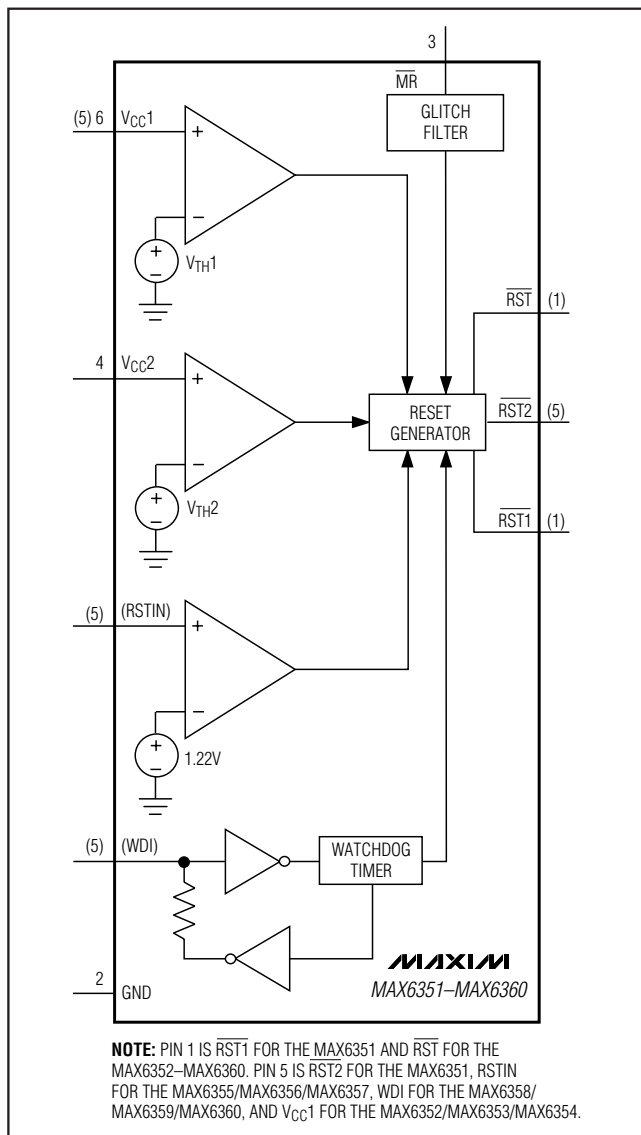 3
MR
GLITCH
FILTER
(5) 6 VCC1
+
−
+
−
VTH1
RST (1)
4 VCC2
+
−
+
−
VTH2
RESET
GENERATOR
RST2 (5)
RST1 (1)
(5) (RSTIN)
+
−
+
−
1.22V
(5) (WDI)
WATCHDOG
TIMER
MAXIM
MAX6351–MAX6360
2 GND
NOTE: PIN 1 IS RST1 FOR THE MAX6351 AND RST FOR THE
MAX6352–MAX6360. PIN 5 IS RST2 FOR THE MAX6351, RSTIN
FOR THE MAX6355/MAX6356/MAX6357, WDI FOR THE MAX6358/
MAX6359/MAX6360, AND VCC1 FOR THE MAX6352/MAX6353/MAX6354.